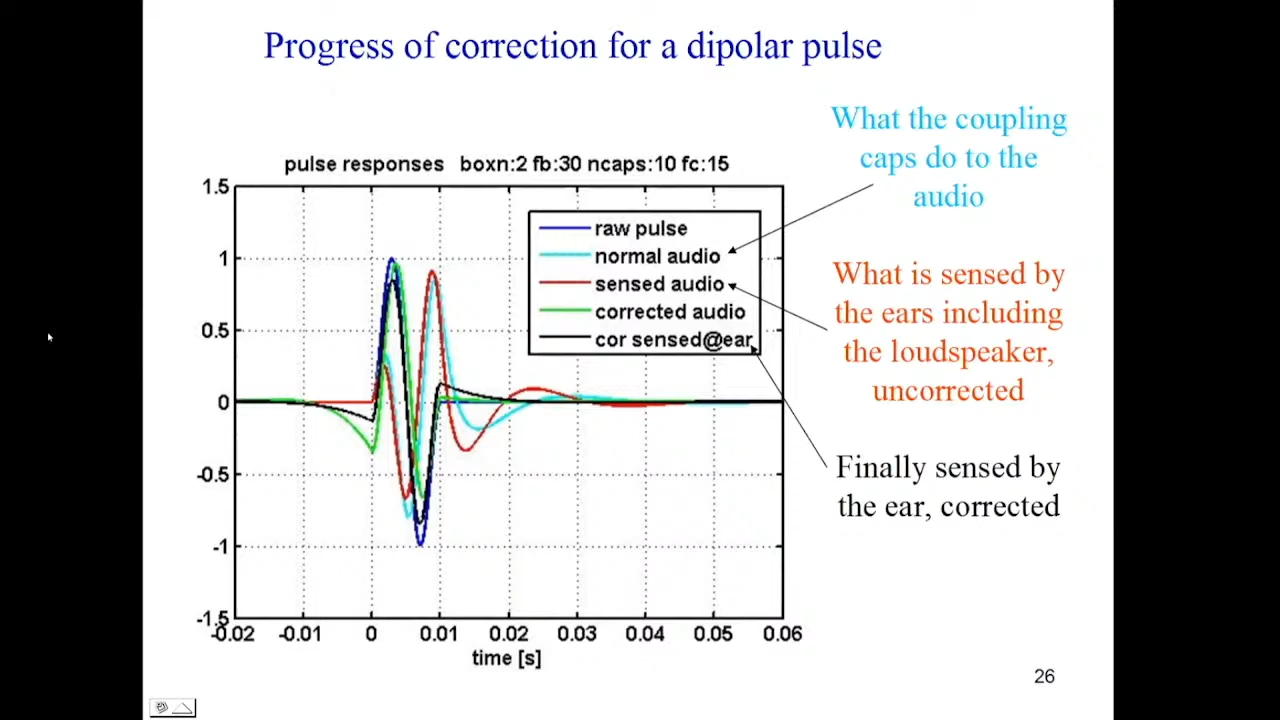 Progress of correction for a dipolar pulse
What the coupling
caps do to the
audio
pulse responses boxn:2 fb:30 ncaps:10 fc:15
1.5
1
0.5
0
-0.5
-1
-1.5
raw pulse
normal audio
sensed audio
corrected audio
cor sensed@ear
What is sensed by
the ears including
the loudspeaker,
uncorrected
Finally sensed by
the ear, corrected
-0.02 -0.01 0 0.01 0.02 0.03 0.04 0.05 0.06
time [s]
26